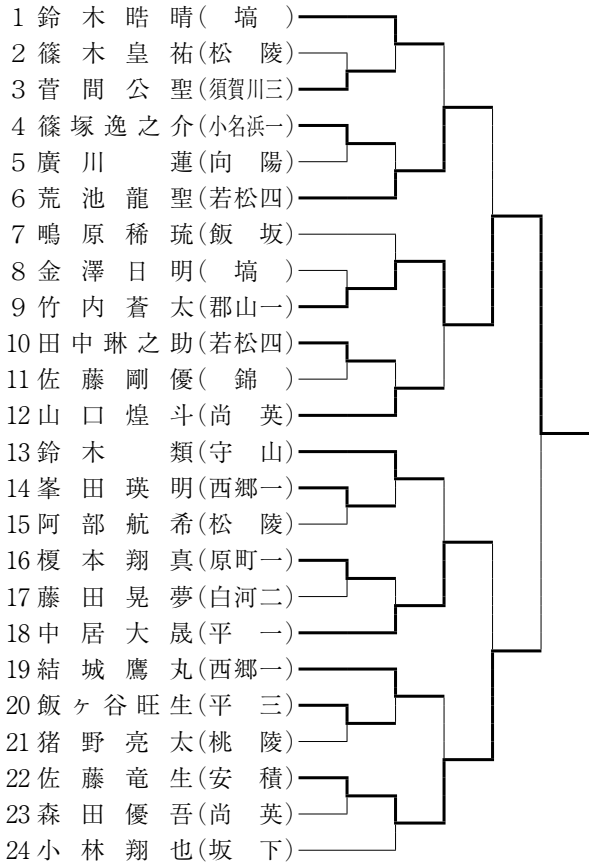 1 鈴木晧晴(塙)
2 篠木皇祐(松陵)
3 菅間公聖(須賀川三)
4 篠塚逸之介(小名浜一)
5 廣川蓮(向陽)
6 荒池龍聖(若松四)
7 鴫原稀琉(飯坂)
8 金澤日明(塙)
9 竹内蒼太(郡山一)
10 田中琳之助(若松四)
11 佐藤剛優(錦)
12 山口煌斗(尚英)
13 鈴木類(守山)
14 峯田瑛明(西郷一)
15 阿部航希(松陵)
16 榎本翔真(原町一)
17 藤田晃夢(白河二)
18 中居大晟(平一)
19 結城鷹丸(西郷一)
20 飯ヶ谷旺生(平三)
21 猪野亮太(桃陵)
22 佐藤竜生(安積)
23 森田優吾(尚英)
24 小林翔也(坂下)